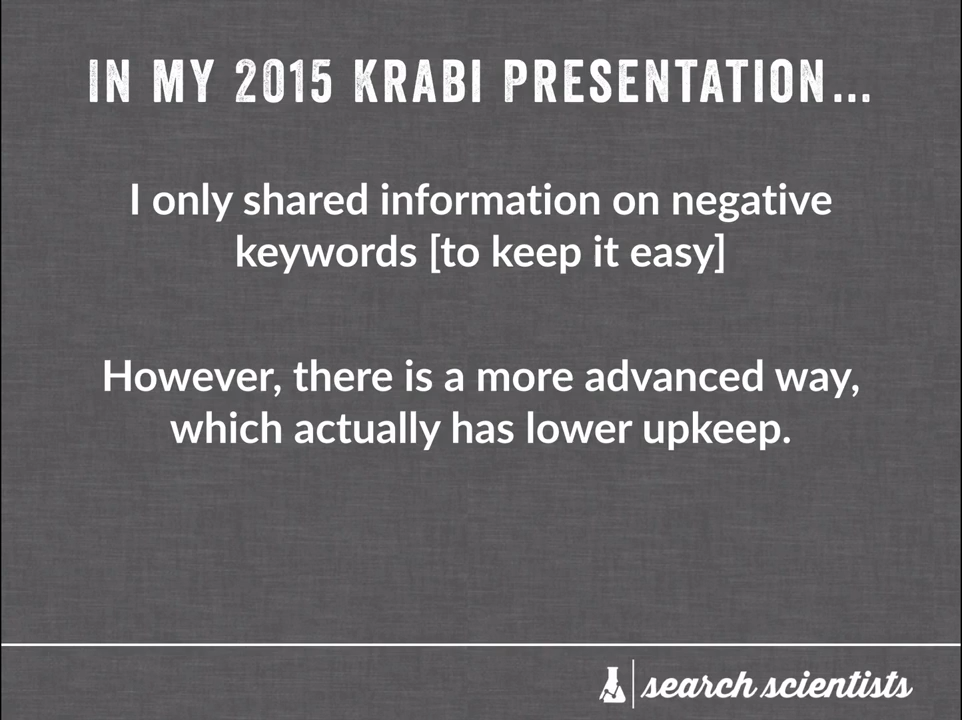 IN MY 2015 KRABI PRESENTATION...
I only shared information on negative
keywords [to keep it easy]
However, there is a more advanced way,
which actually has lower upkeep.
search scientists